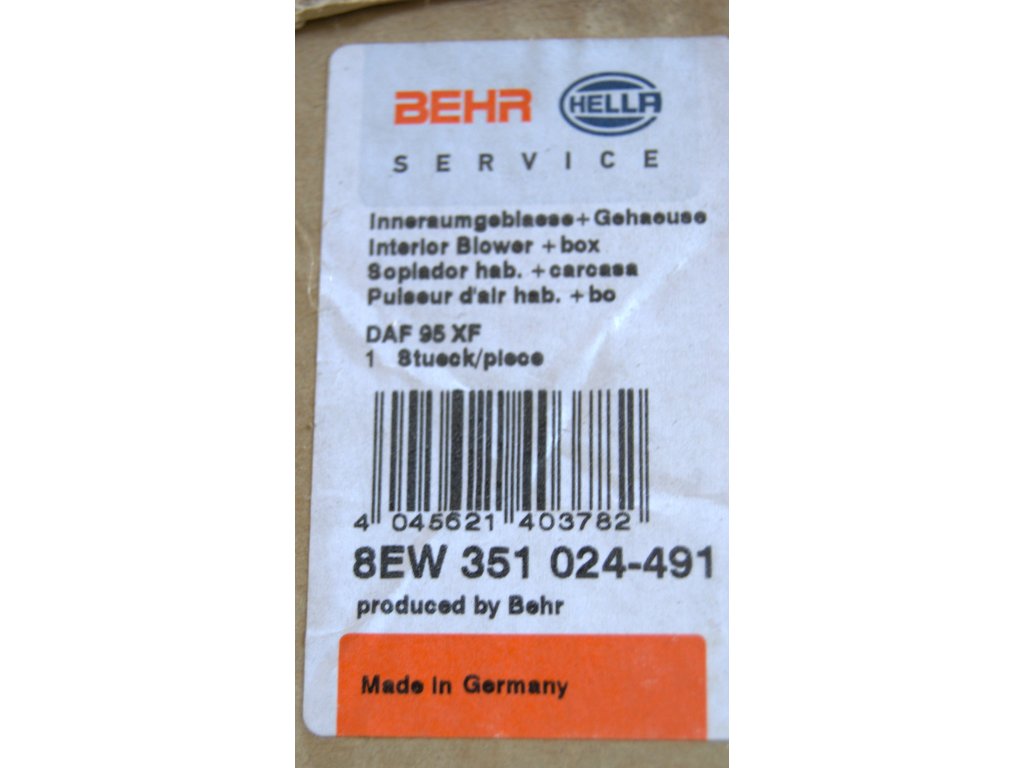 BEHR HELLA
SERVICE
Inneraumgeblaese+Gehaeuse
Interior Blower +box
Soplador hab. +carcasa
Pulseur d'air hab. +bo
DAF 95 XF
1 Stueck/piece
4 045621 403782
8EW 351 024-491
produced by Behr
Made in Germany